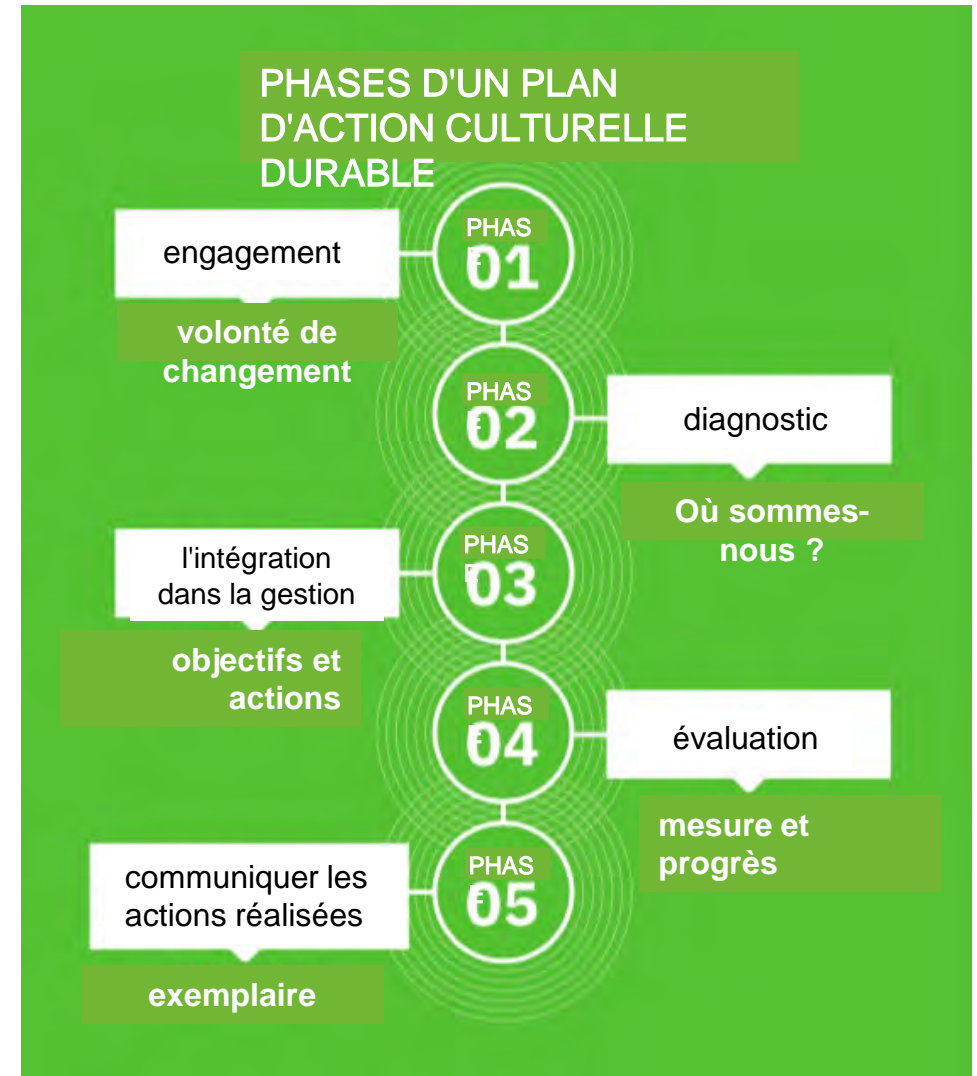 PHASES D'UN PLAN
D'ACTION CULTURELLE
DURABLE
PHAS
E
01
engagement
volonté de
changement
PHAS
E
02
diagnostic
Où sommes-
nous ?
PHAS
E
03
l'intégration
dans la gestion
objectifs et
actions
PHAS
E
04
évaluation
mesure et
progrès
PHAS
E
05
communiquer les
actions réalisées
exemplaire